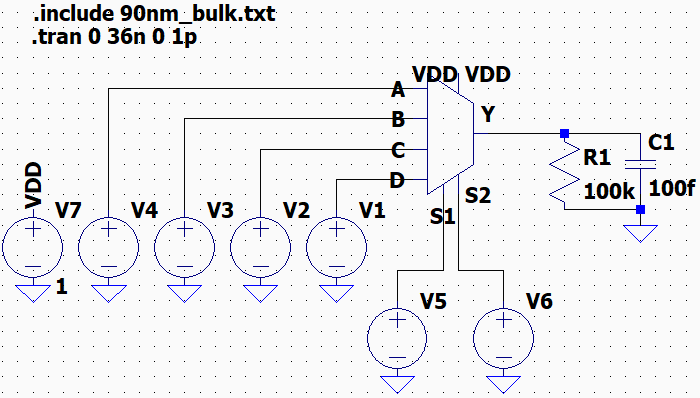 .include 90nm_bulk.txt
.tran 0 36n 0 1p
VDD VDD
A
B
Y
C
D
C1
R1
100k
100f
S2
S1
VDD
V7
V4
V3
V2
V1
1
V5
V6